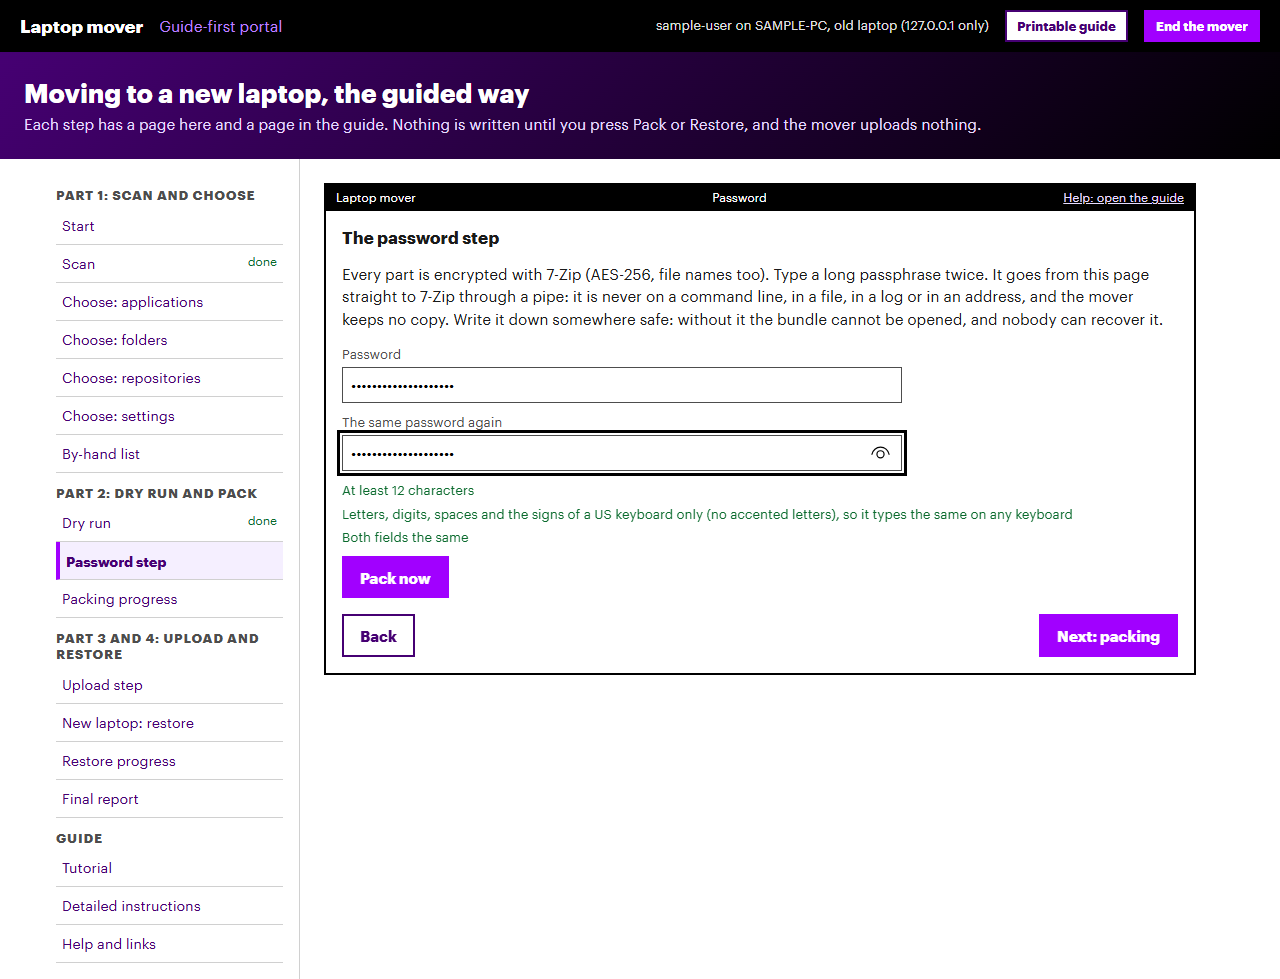 Laptop mover
Guide-first portal
sample-user on SAMPLE-PC, old laptop (127.0.0.1 only)
Printable guide
End the mover
Moving to a new laptop, the guided way
Each step has a page here and a page in the guide. Nothing is written until you press Pack or Restore, and the mover uploads nothing.
PART 1: SCAN AND CHOOSE
Start
Scan
done
Choose: applications
Choose: folders
Choose: repositories
Choose: settings
By-hand list
PART 2: DRY RUN AND PACK
Dry run
done
Password step
Packing progress
PART 3 AND 4: UPLOAD AND
RESTORE
Upload step
New laptop: restore
Restore progress
Final report
GUIDE
Tutorial
Detailed instructions
Help and links
Laptop mover
Password
Help: open the guide
The password step
Every part is encrypted with 7-Zip (AES-256, file names too). Type a long passphrase twice. It goes from this page
straight to 7-Zip through a pipe: it is never on a command line, in a file, in a log or in an address, and the mover
keeps no copy. Write it down somewhere safe: without it the bundle cannot be opened, and nobody can recover it.
Password
••••••••••••••••••••
The same password again
••••••••••••••••••••
At least 12 characters
Letters, digits, spaces and the signs of a US keyboard only (no accented letters), so it types the same on any keyboard
Both fields the same
Pack now
Back
Next: packing